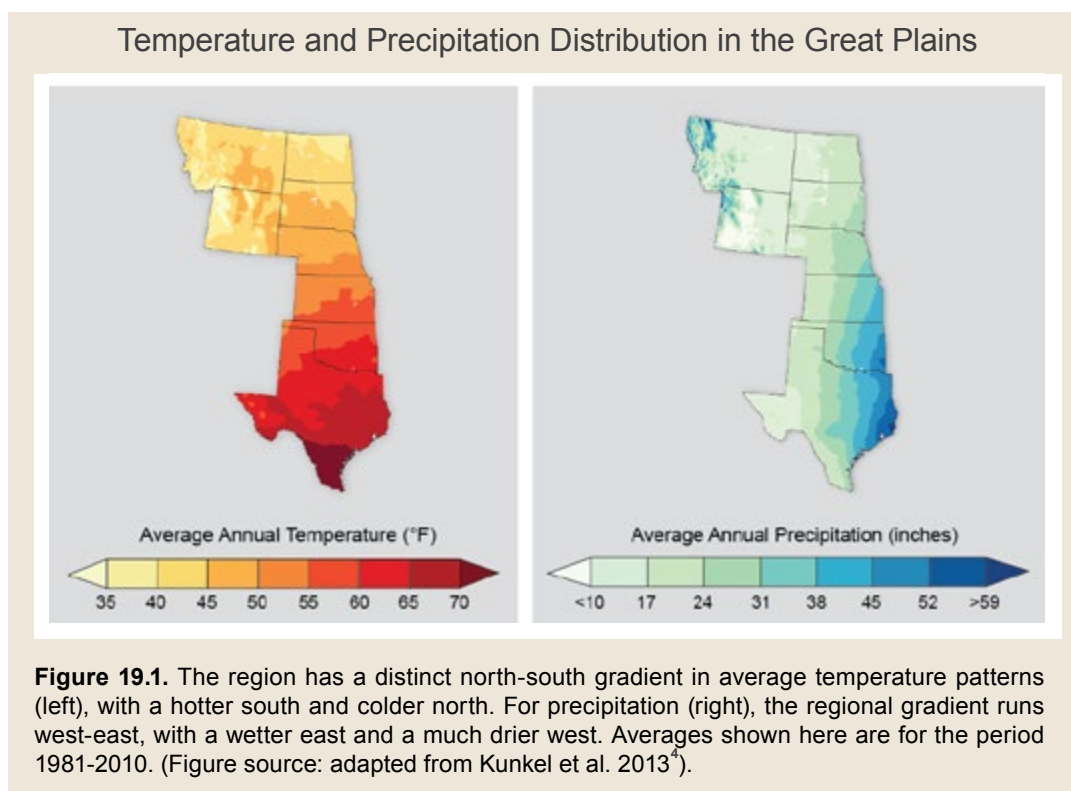 Temperature and Precipitation Distribution in the Great Plains
Average Annual Temperature (°F)
35 40 45 50 55 60 65 70
Average Annual Precipitation (inches)
<10 17 24 31 38 45 52 >59
Figure 19.1. The region has a distinct north-south gradient in average temperature patterns
(left), with a hotter south and colder north. For precipitation (right), the regional gradient runs
west-east, with a wetter east and a much drier west. Averages shown here are for the period
1981-2010. (Figure source: adapted from Kunkel et al. 2013⁴).